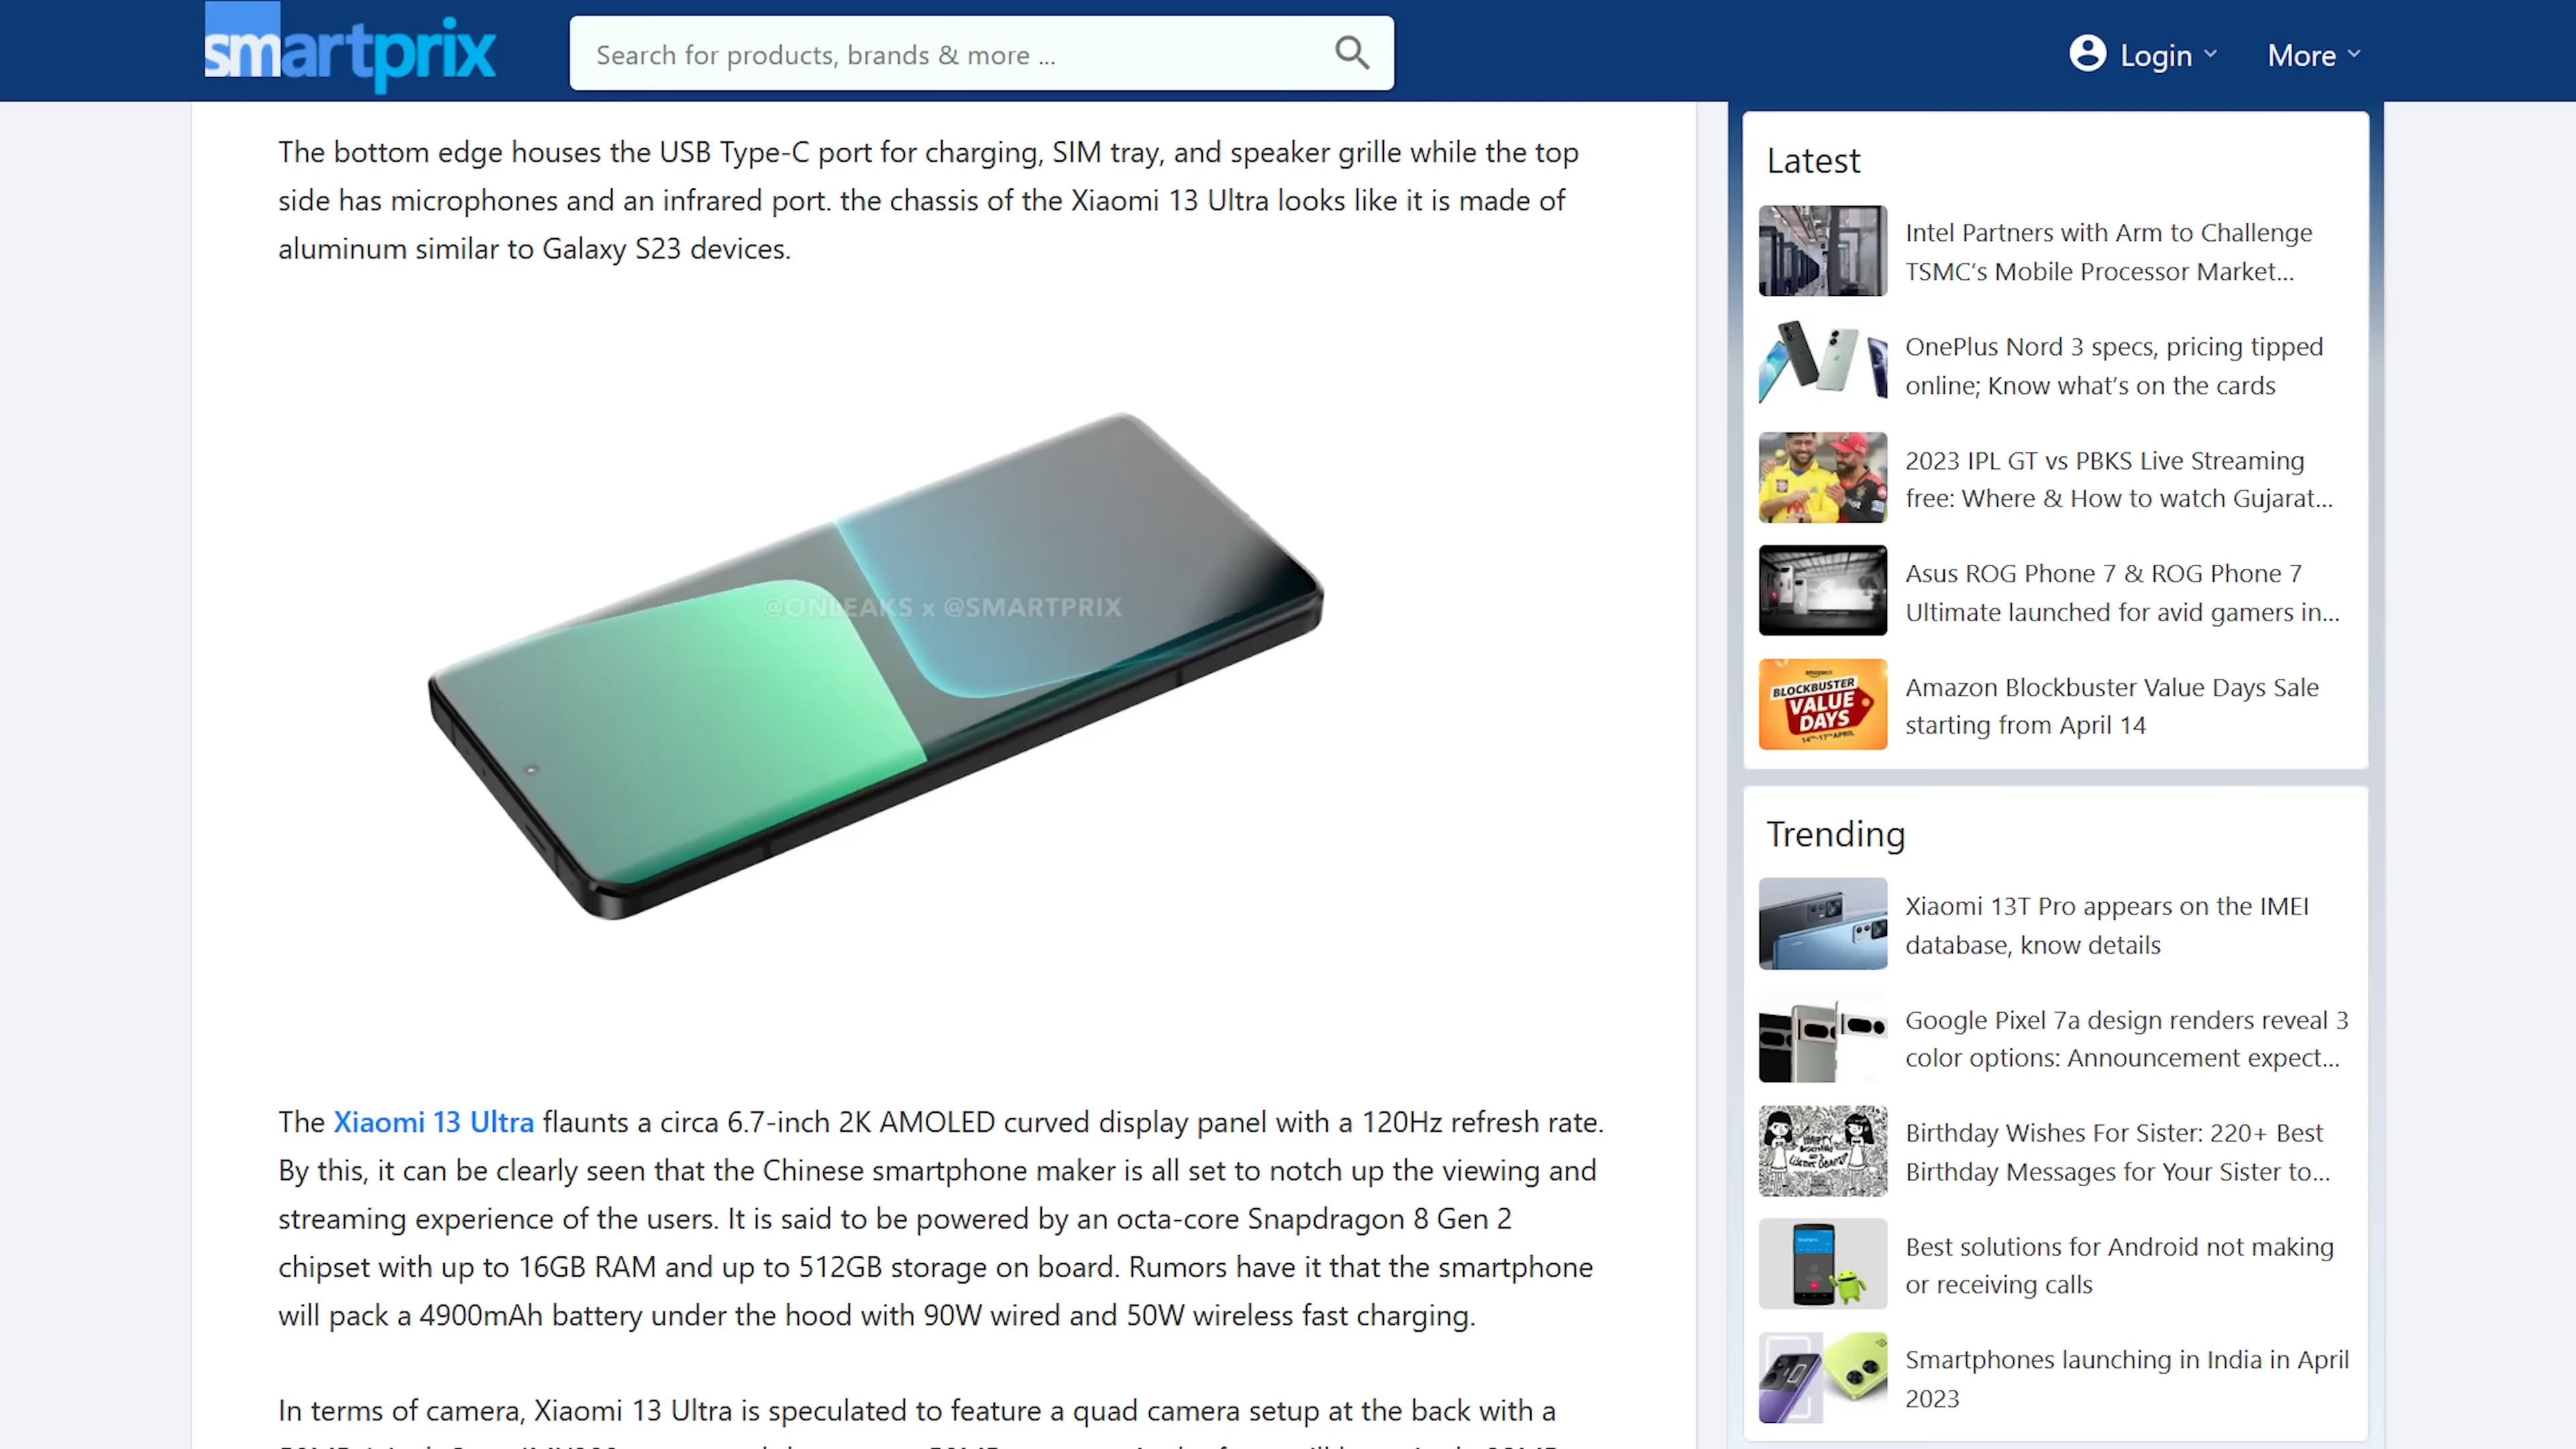 smartprix
Search for products, brands & more ...
Login
More
The bottom edge houses the USB Type-C port for charging, SIM tray, and speaker grille while the top
side has microphones and an infrared port. the chassis of the Xiaomi 13 Ultra looks like it is made of
aluminum similar to Galaxy S23 devices.
@ONLEAKS x @SMARTPRIX
The Xiaomi 13 Ultra flaunts a circa 6.7-inch 2K AMOLED curved display panel with a 120Hz refresh rate.
By this, it can be clearly seen that the Chinese smartphone maker is all set to notch up the viewing and
streaming experience of the users. It is said to be powered by an octa-core Snapdragon 8 Gen 2
chipset with up to 16GB RAM and up to 512GB storage on board. Rumors have it that the smartphone
will pack a 4900mAh battery under the hood with 90W wired and 50W wireless fast charging.
In terms of camera, Xiaomi 13 Ultra is speculated to feature a quad camera setup at the back with a
Latest
Intel Partners with Arm to Challenge
TSMC's Mobile Processor Market...
OnePlus Nord 3 specs, pricing tipped
online; Know what's on the cards
2023 IPL GT vs PBKS Live Streaming
free: Where & How to watch Gujarat...
Asus ROG Phone 7 & ROG Phone 7
Ultimate launched for avid gamers in...
amazon
BLOCKBUSTER
VALUE
DAYS
14TH-17TH APRIL
Amazon Blockbuster Value Days Sale
starting from April 14
Trending
Xiaomi 13T Pro appears on the IMEI
database, know details
Google Pixel 7a design renders reveal 3
color options: Announcement expect...
HAPPY
Birthday Wishes For Sister: 220+ Best
Birthday Messages for Your Sister to...
Best solutions for Android not making
or receiving calls
Smartphones launching in India in April
2023